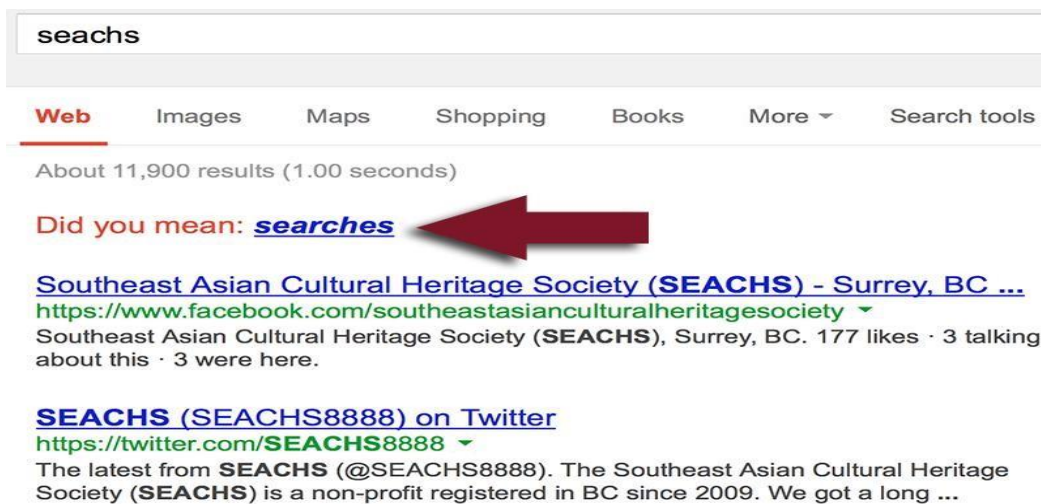 seachs
Web Images Maps Shopping Books More Search tools
About 11,900 results (1.00 seconds)
Did you mean: searches
Southeast Asian Cultural Heritage Society (SEACHS) - Surrey, BC ...
https://www.facebook.com/southeastasianculturalheritagesociety
Southeast Asian Cultural Heritage Society (SEACHS), Surrey, BC. 177 likes · 3 talking
about this · 3 were here.
SEACHS (SEACHS8888) on Twitter
https://twitter.com/SEACHS8888
The latest from SEACHS (@SEACHS8888). The Southeast Asian Cultural Heritage
Society (SEACHS) is a non-profit registered in BC since 2009. We got a long ...